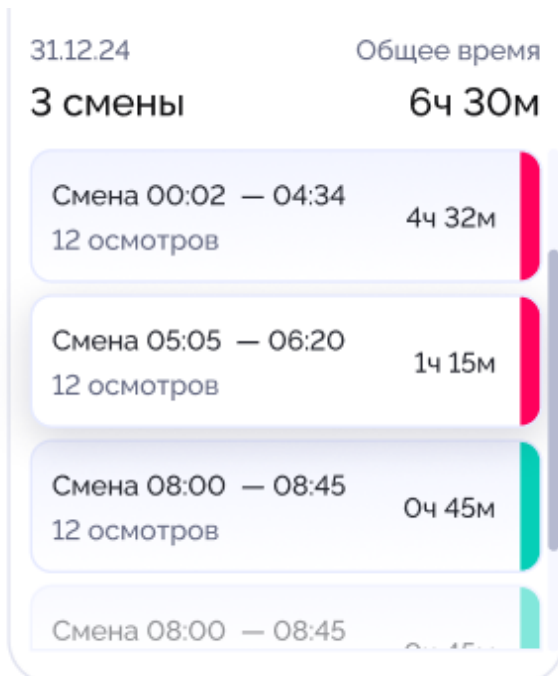 31.12.24 Общее время
3 смены 6ч 30м
Смена 00:02 — 04:34
4ч 32м
12 осмотров
Смена 05:05 — 06:20
1ч 15м
12 осмотров
Смена 08:00 — 08:45
0ч 45м
12 осмотров
Смена 08:00 — 08:45